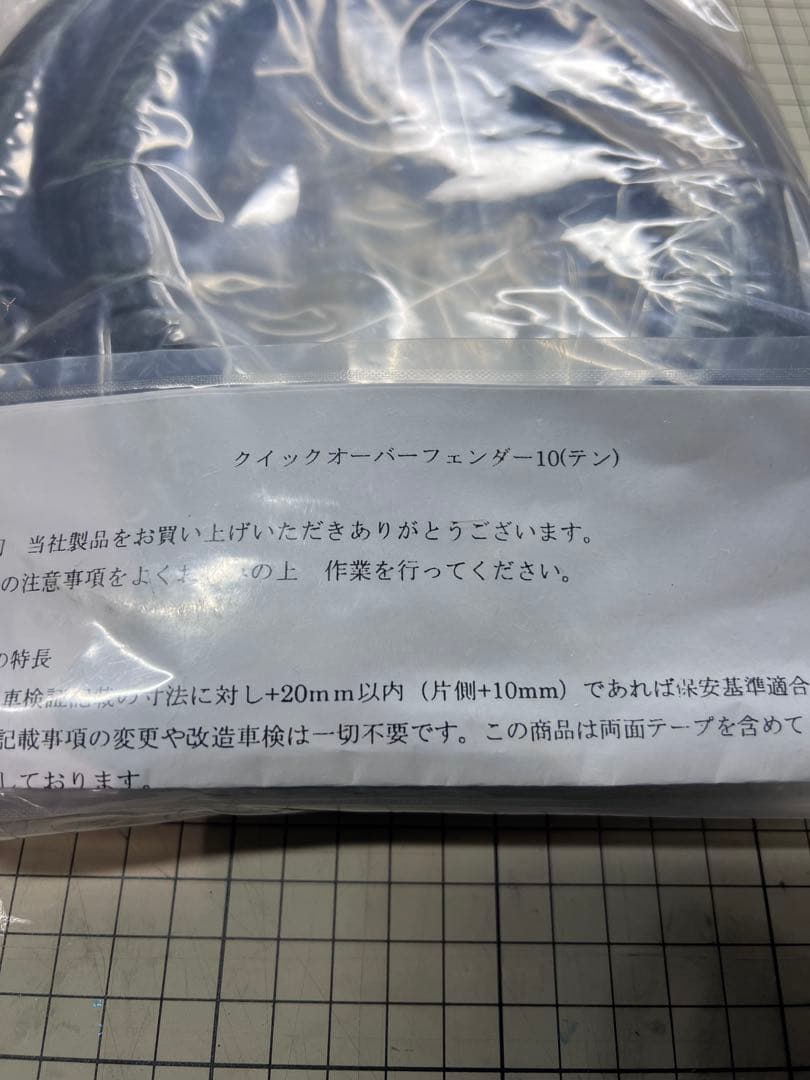 クイックオーバーフェンダー10(テン)
当社製品をお買い上げいただきありがとうございます。
の注意事項をよくお の上 作業を行ってください。
の特長
車検証記載の寸法に対し+20mm以内（片側+10mm）であれば保安基準適合
記載事項の変更や改造車検は一切不要です。この商品は両面テープを含めて
しております。